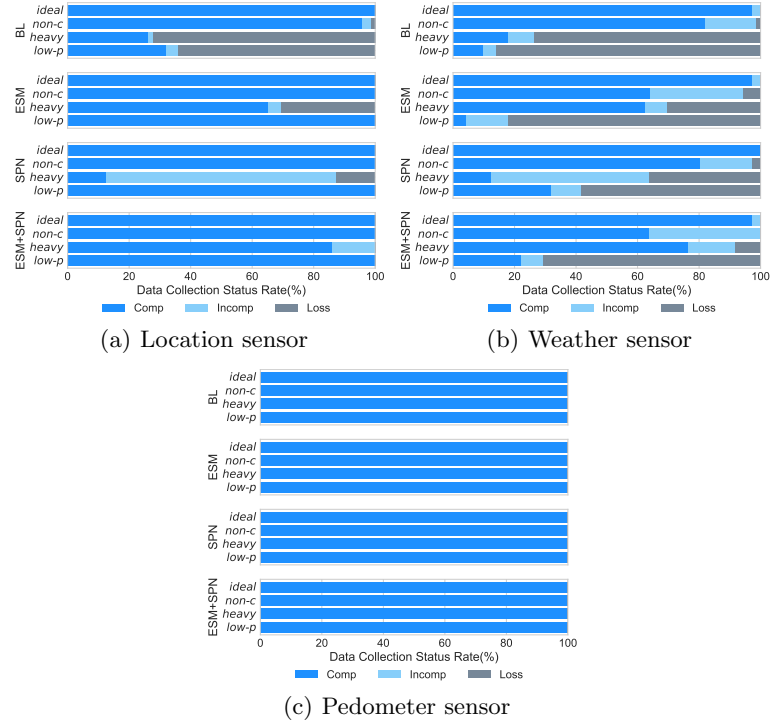 BL
ideal
non-c
heavy
low-p
ESM
ideal
non-c
heavy
low-p
SPN
ideal
non-c
heavy
low-p
ESM+SPN
ideal
non-c
heavy
low-p
0 20 40 60 80 100
Data Collection Status Rate(%)
Comp Incomp Loss
(a) Location sensor
BL
ideal
non-c
heavy
low-p
ESM
ideal
non-c
heavy
low-p
SPN
ideal
non-c
heavy
low-p
ESM+SPN
ideal
non-c
heavy
low-p
0 20 40 60 80 100
Data Collection Status Rate(%)
Comp Incomp Loss
(b) Weather sensor
BL
ideal
non-c
heavy
low-p
ESM
ideal
non-c
heavy
low-p
SPN
ideal
non-c
heavy
low-p
ESM+SPN
ideal
non-c
heavy
low-p
0 20 40 60 80 100
Data Collection Status Rate(%)
Comp Incomp Loss
(c) Pedometer sensor